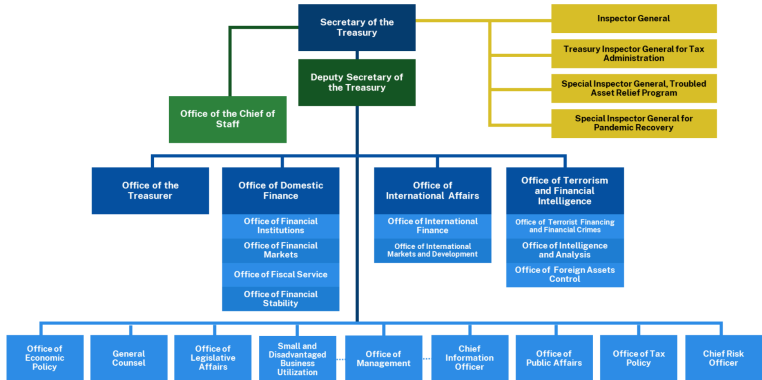 Secretary of the
Treasury
Inspector General
Treasury Inspector General for Tax
Administration
Deputy Secretary of
the Treasury
Special Inspector General, Troubled
Asset Relief Program
Office of the Chief of
Staff
Special Inspector General for
Pandemic Recovery
Office of the
Treasurer
Office of Domestic
Finance
Office of Financial
Institutions
Office of Financial
Markets
Office of Fiscal Service
Office of Financial
Stability
Office of
International Affairs
Office of International
Finance
Office of International
Markets and Development
Office of Terrorism
and Financial
Intelligence
Office of Terrorist Financing
and Financial Crimes
Office of Intelligence
and Analysis
Office of Foreign Assets
Control
Office of
Economic
Policy
General
Counsel
Office of
Legislative
Affairs
Small and
Disadvantaged
Business
Utilization
Office of
Management
Chief
Information
Officer
Office of
Public Affairs
Office of Tax
Policy
Chief Risk
Officer